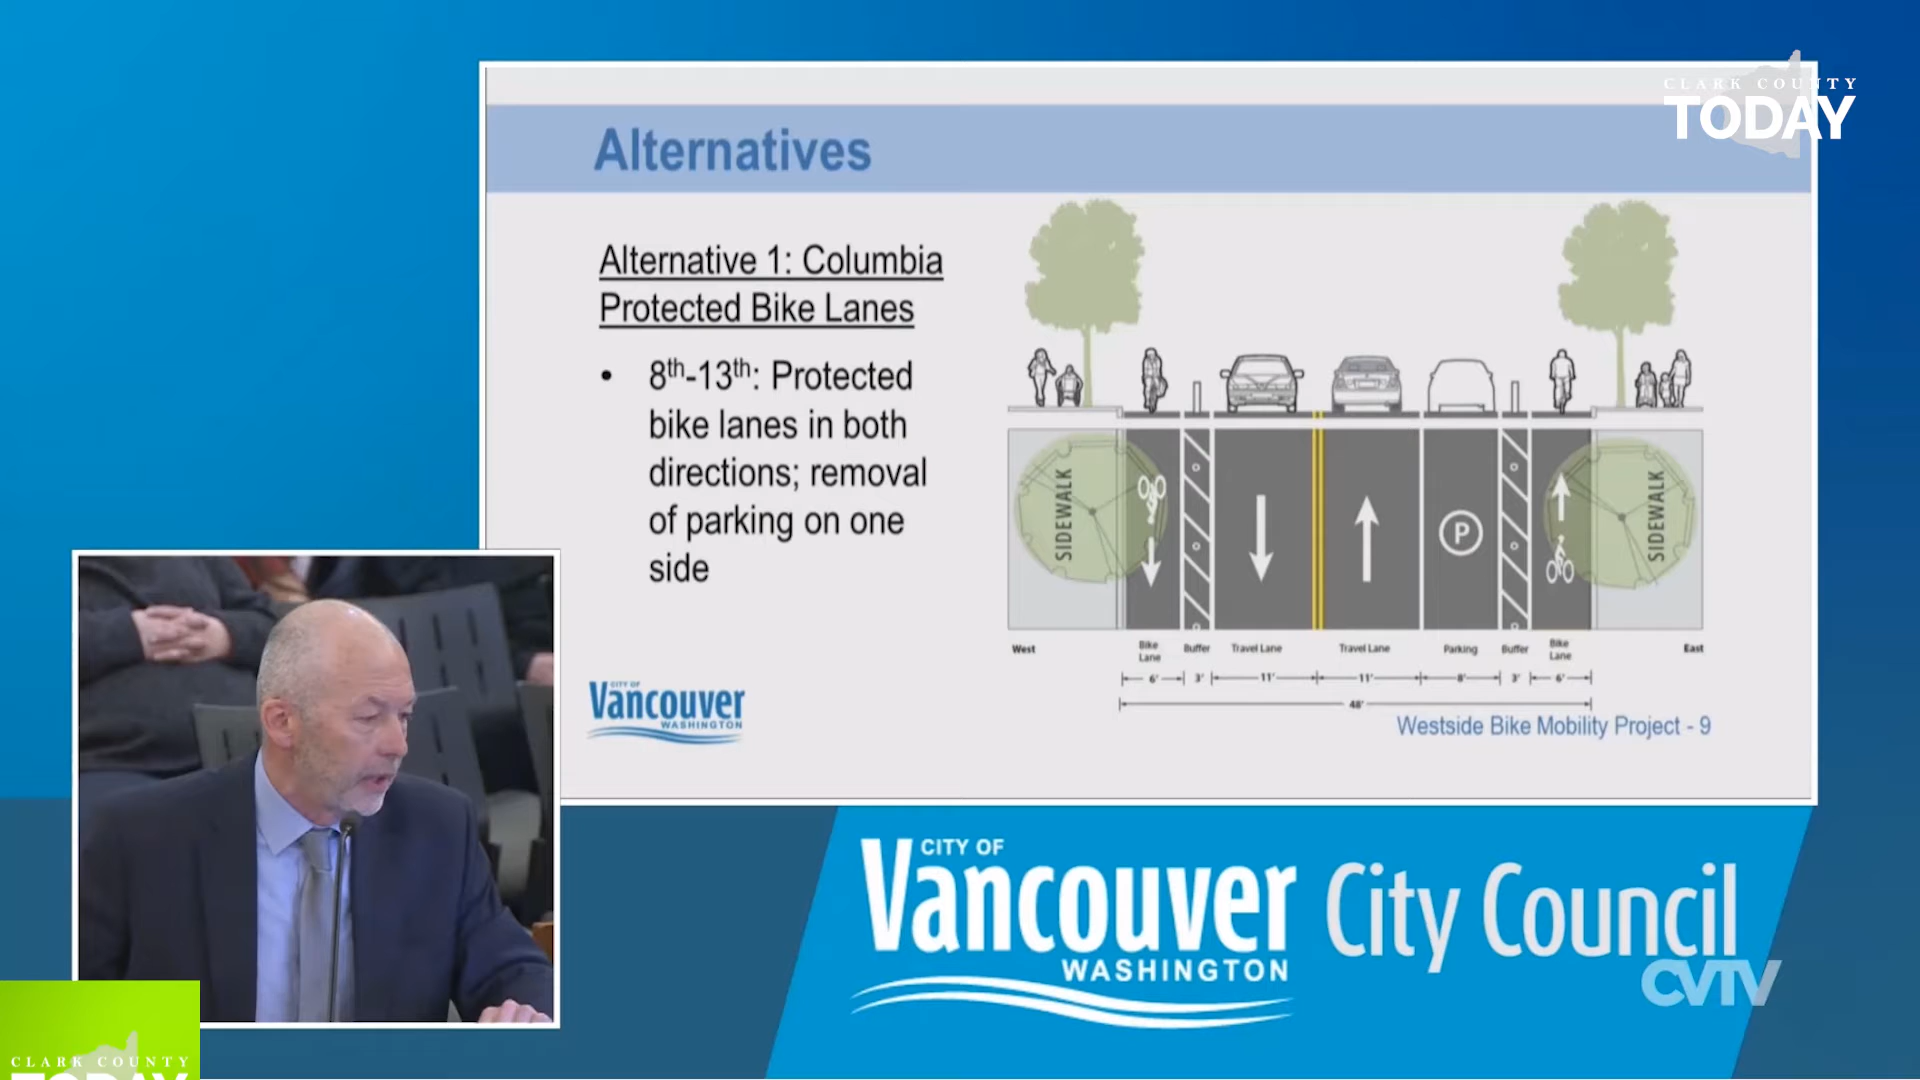 CLARK COUNTY
TODAY
Alternatives
Alternative 1: Columbia
Protected Bike Lanes
• 8th-13th: Protected
bike lanes in both
directions; removal
of parking on one
side
SIDEWALK
P
SIDEWALK
West
Bike
Lane
Buffer
Travel Lane
Travel Lane
Parking
Buffer
Bike
Lane
East
6'
3'
11'
11'
8'
3'
6'
48'
CITY OF
Vancouver
WASHINGTON
Westside Bike Mobility Project - 9
CITY OF
Vancouver
WASHINGTON
City Council
CVTV
CLARK COUNTY
TODAY